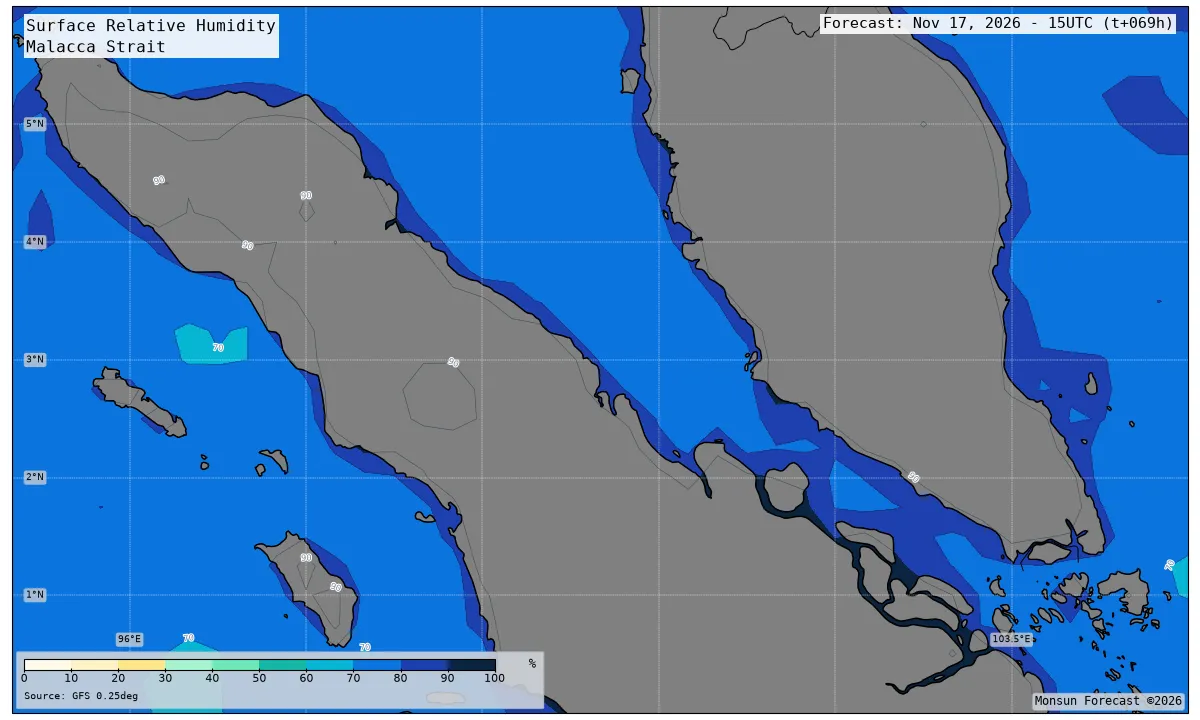 Surface Relative Humidity
Malacca Strait
Forecast: Nov 17, 2026 - 15UTC (t+069h)
5°N
90
90
4°N
90
3°N
70
90
2°N
90
90
70
1°N
90
96°E
70
103.5°E
70
%
0 10 20 30 40 50 60 70 80 90 100
Source: GFS 0.25deg
Monsun Forecast ©2026